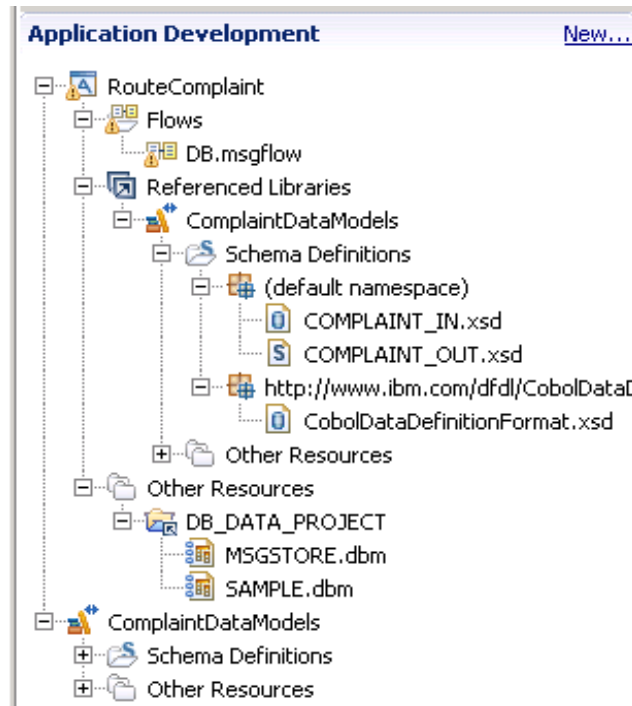 Application Development New...
RouteComplaint
Flows
DB.msgflow
Referenced Libraries
ComplaintDataModels
Schema Definitions
(default namespace)
COMPLAINT_IN.xsd
COMPLAINT_OUT.xsd
http://www.ibm.com/dfdl/CobolDataD
CobolDataDefinitionFormat.xsd
Other Resources
Other Resources
DB_DATA_PROJECT
MSGSTORE.dbm
SAMPLE.dbm
ComplaintDataModels
Schema Definitions
Other Resources